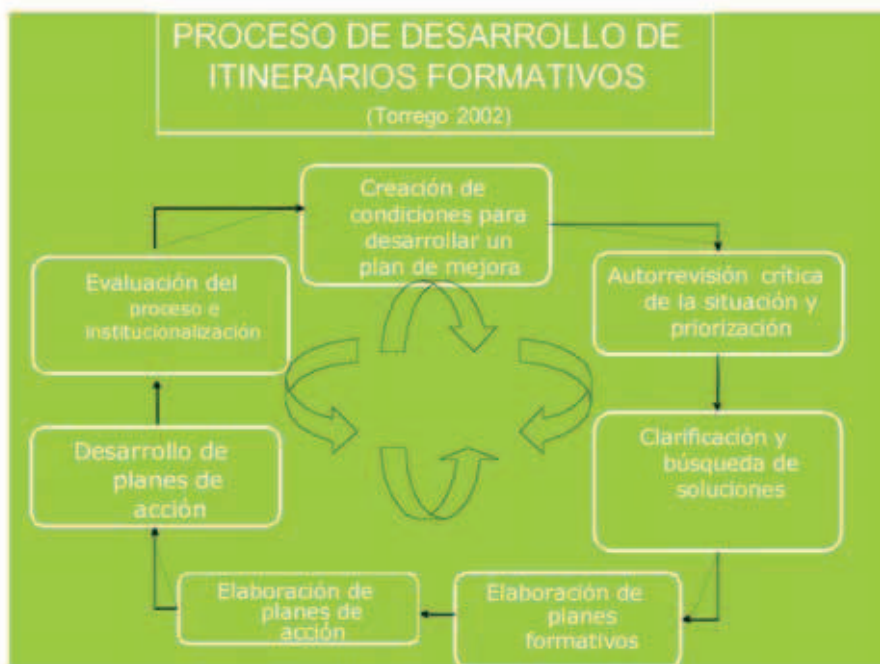 PROCESO DE DESARROLLO DE
ITINERARIOS FORMATIVOS
(Torrego 2002)
Creación de
condiciones para
desarrollar un
plan de mejora
Autorrevisión crítica
de la situación y
priorización
Clarificación y
búsqueda de
soluciones
Elaboración de
planes
formativos
Elaboración de
planes de
acción
Desarrollo de
planes de
acción
Evaluación del
proceso e
institucionalización